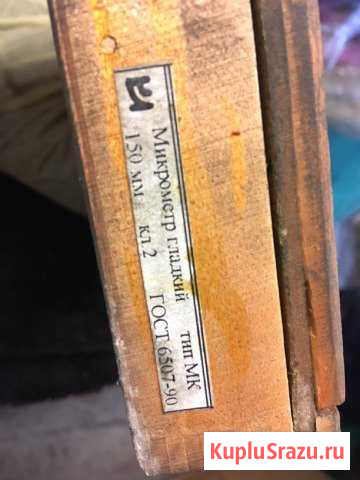 Микрометр гладкий тип МК
150 мм кл 2 ГОСТ 6507-90
KupluSrazu.ru